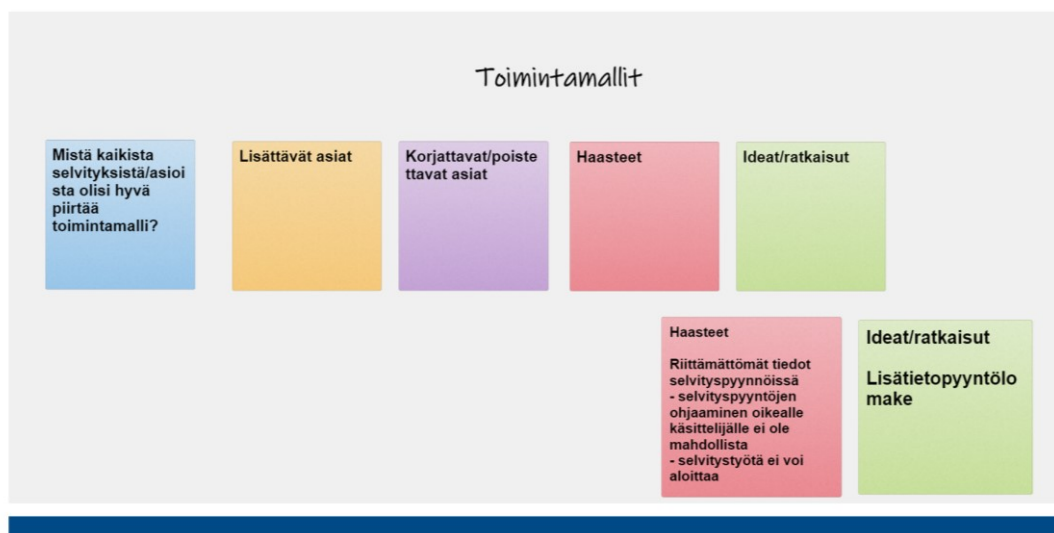 Toimintamallit
Mistä kaikista
selvityksistä/asioi
sta olisi hyvä
piirtää
toimintamalli?
Lisättävät asiat
Korjattavat/poiste
ttavat asiat
Haasteet
Ideat/ratkaisut
Haasteet
Riittämättömät tiedot
selvityspyynnöissä
- selvityspyyntöjen
ohjaaminen oikealle
käsittelijälle ei ole
mahdollista
- selvitystyötä ei voi
aloittaa
Ideat/ratkaisut
Lisätietopyyntölo
make